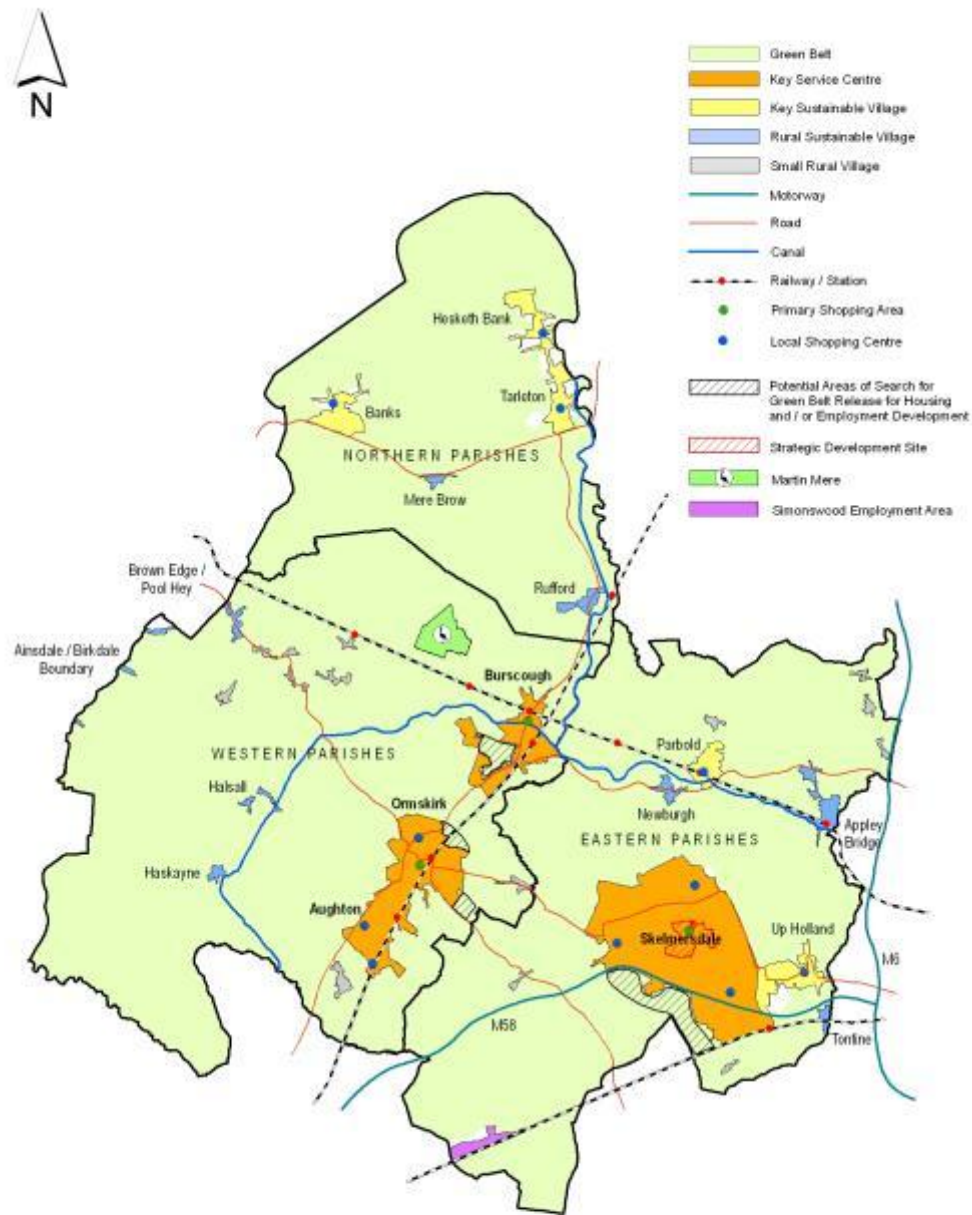 N
Green Belt
Key Service Centre
Key Sustainable Village
Rural Sustainable Village
Small Rural Village
Motorway
Road
Canal
Railway / Station
Primary Shopping Area
Local Shopping Centre
Potential Areas of Search for
Green Belt Release for Housing
and / or Employment Development
Strategic Development Site
Martin Mere
Simonswood Employment Area
Hesketh Bank
Tarleton
Banks
NORTHERN PARISHES
Mere Brow
Brown Edge /
Pool Hey
Rufford
Ainsdale / Birkdale
Boundary
Burscough
WESTERN PARISHES
Parbold
Halsall
Newburgh
Ormskirk
Appley
Bridge
EASTERN PARISHES
Haskayne
Aughton
Skelmersdale
Up Holland
M6
M58
Tontine